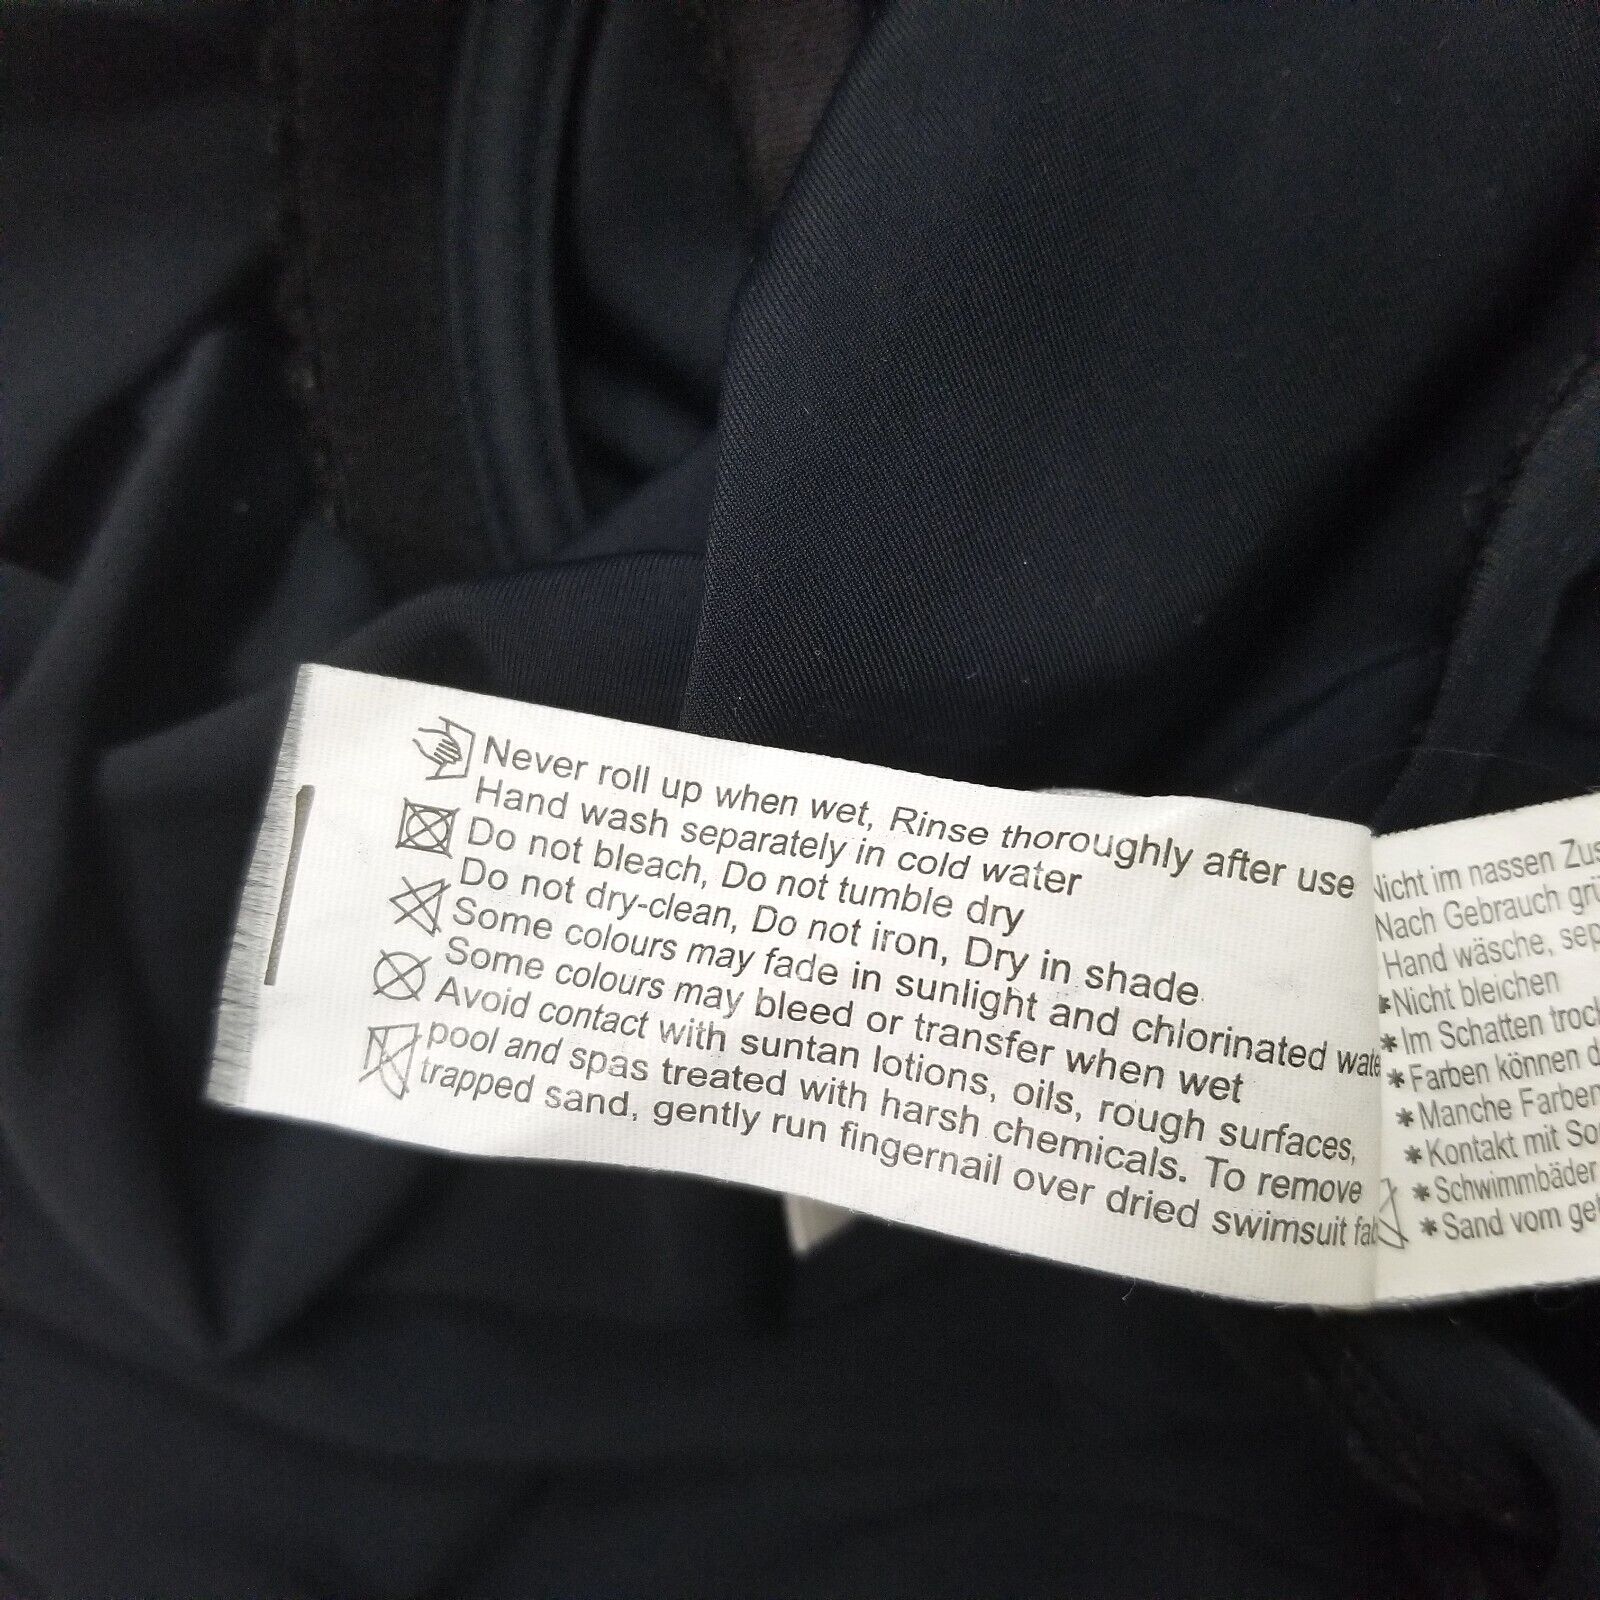 Never roll up when wet, Rinse thoroughly after use
Hand wash separately in cold water
Do not bleach, Do not tumble dry
Do not dry-clean, Do not iron, Dry in shade
Some colours may fade in sunlight and chlorinated
Some colours may bleed or transfer when wet
Avoid contact with suntan lotions, oils, rough surfaces,
pool and spas treated with harsh chemicals. To remove
trapped sand, gently run fingernail over dried swimsuit
Nicht im nassen
Nach Gebrauch
Hand wäsche,
*Nicht bleichen
*Im Schatten
*Farben können
*Manche Farben
*Kontakt mit
*Schwimmbäder
*Sand vom